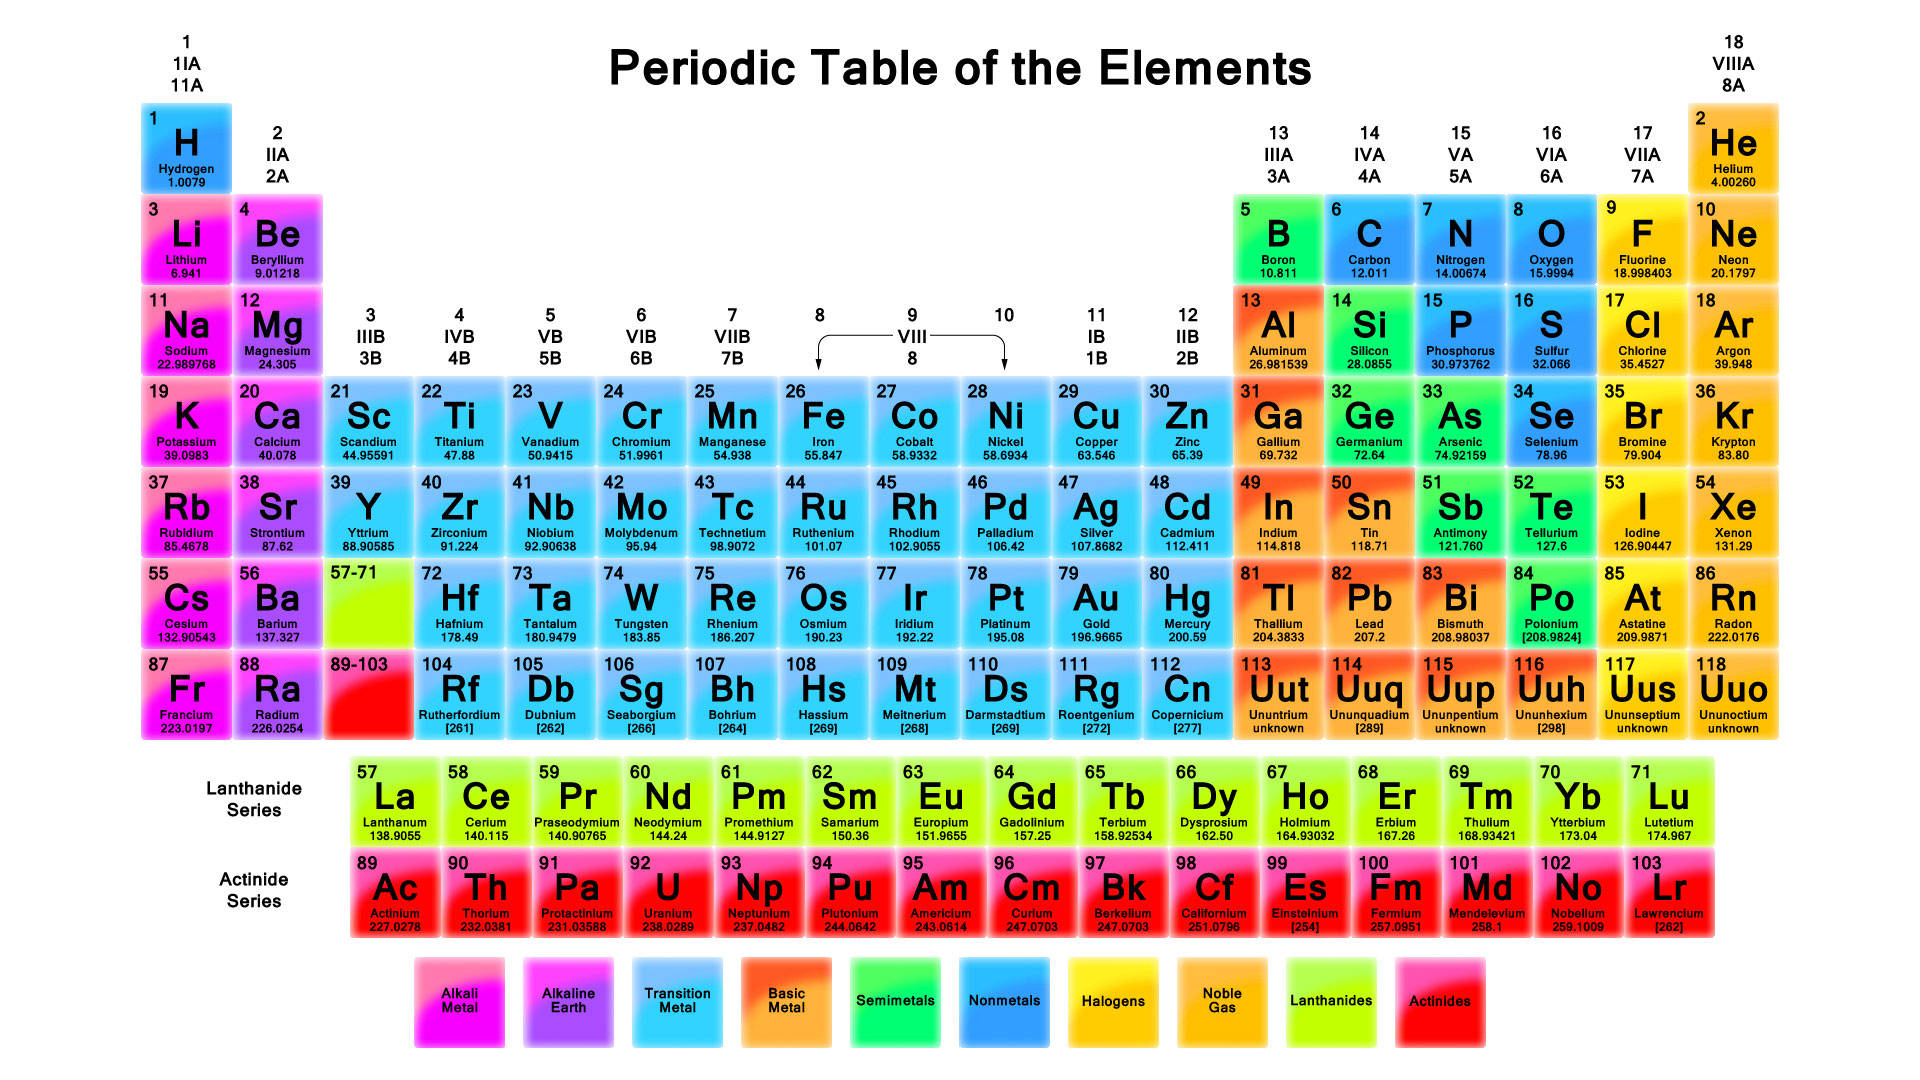 Periodic Table of the Elements
1
1IA
11A
18
VIIIA
8A
1
H
Hydrogen
1.0079
2
IIA
2A
13
IIIA
3A
14
IVA
4A
15
VA
5A
16
VIA
6A
17
VIIA
7A
2
He
Helium
4.00260
3
Li
Lithium
6.941
4
Be
Beryllium
9.01218
5
B
Boron
10.811
6
C
Carbon
12.011
7
N
Nitrogen
14.00674
8
O
Oxygen
15.9994
9
F
Fluorine
18.998403
10
Ne
Neon
20.1797
11
Na
Sodium
22.989768
12
Mg
Magnesium
24.305
3
IIIB
3B
4
IVB
4B
5
VB
5B
6
VIB
6B
7
VIIB
7B
8
9
10
VIII
8
11
IB
1B
12
IIB
2B
13
Al
Aluminum
26.981539
14
Si
Silicon
28.0855
15
P
Phosphorus
30.973762
16
S
Sulfur
32.066
17
Cl
Chlorine
35.4527
18
Ar
Argon
39.948
19
K
Potassium
39.0983
20
Ca
Calcium
40.078
21
Sc
Scandium
44.95591
22
Ti
Titanium
47.88
23
V
Vanadium
50.9415
24
Cr
Chromium
51.9961
25
Mn
Manganese
54.938
26
Fe
Iron
55.847
27
Co
Cobalt
58.9332
28
Ni
Nickel
58.6934
29
Cu
Copper
63.546
30
Zn
Zinc
65.39
31
Ga
Gallium
69.732
32
Ge
Germanium
72.64
33
As
Arsenic
74.92159
34
Se
Selenium
78.96
35
Br
Bromine
79.904
36
Kr
Krypton
83.80
37
Rb
Rubidium
85.4678
38
Sr
Strontium
87.62
39
Y
Yttrium
88.90585
40
Zr
Zirconium
91.224
41
Nb
Niobium
92.90638
42
Mo
Molybdenum
95.94
43
Tc
Technetium
98.9072
44
Ru
Ruthenium
101.07
45
Rh
Rhodium
102.9055
46
Pd
Palladium
106.42
47
Ag
Silver
107.8682
48
Cd
Cadmium
112.411
49
In
Indium
114.818
50
Sn
Tin
118.71
51
Sb
Antimony
121.760
52
Te
Tellurium
127.6
53
I
Iodine
126.90447
54
Xe
Xenon
131.29
55
Cs
Cesium
132.90543
56
Ba
Barium
137.327
57-71
72
Hf
Hafnium
178.49
73
Ta
Tantalum
180.9479
74
W
Tungsten
183.85
75
Re
Rhenium
186.207
76
Os
Osmium
190.23
77
Ir
Iridium
192.22
78
Pt
Platinum
195.08
79
Au
Gold
196.9665
80
Hg
Mercury
200.59
81
Tl
Thallium
204.3833
82
Pb
Lead
207.2
83
Bi
Bismuth
208.98037
84
Po
Polonium
[208.9824]
85
At
Astatine
209.9871
86
Rn
Radon
222.0176
87
Fr
Francium
223.0197
88
Ra
Radium
226.0254
89-103
104
Rf
Rutherfordium
[261]
105
Db
Dubnium
[262]
106
Sg
Seaborgium
[266]
107
Bh
Bohrium
[264]
108
Hs
Hassium
[269]
109
Mt
Meitnerium
[268]
110
Ds
Darmstadtium
[269]
111
Rg
Roentgenium
[272]
112
Cn
Copernicium
[277]
113
Uut
Ununtrium
unknown
114
Uuq
Ununquadium
[289]
115
Uup
Ununpentium
unknown
116
Uuh
Ununhexium
[298]
117
Uus
Ununseptium
unknown
118
Uuo
Ununoctium
unknown
Lanthanide
Series
57
La
Lanthanum
138.9055
58
Ce
Cerium
140.115
59
Pr
Praseodymium
140.90765
60
Nd
Neodymium
144.24
61
Pm
Promethium
144.9127
62
Sm
Samarium
150.36
63
Eu
Europium
151.9655
64
Gd
Gadolinium
157.25
65
Tb
Terbium
158.92534
66
Dy
Dysprosium
162.50
67
Ho
Holmium
164.93032
68
Er
Erbium
167.26
69
Tm
Thulium
168.93421
70
Yb
Ytterbium
173.04
71
Lu
Lutetium
174.967
Actinide
Series
89
Ac
Actinium
227.0278
90
Th
Thorium
232.0381
91
Pa
Protactinium
231.03588
92
U
Uranium
238.0289
93
Np
Neptunium
237.0482
94
Pu
Plutonium
244.0642
95
Am
Americium
243.0614
96
Cm
Curium
247.0703
97
Bk
Berkelium
247.0703
98
Cf
Californium
251.0796
99
Es
Einsteinium
[254]
100
Fm
Fermium
257.0951
101
Md
Mendelevium
258.1
102
No
Nobelium
259.1009
103
Lr
Lawrencium
[262]
Alkali
Metal
Alkaline
Earth
Transition
Metal
Basic
Metal
Semimetals
Nonmetals
Halogens
Noble
Gas
Lanthanides
Actinides